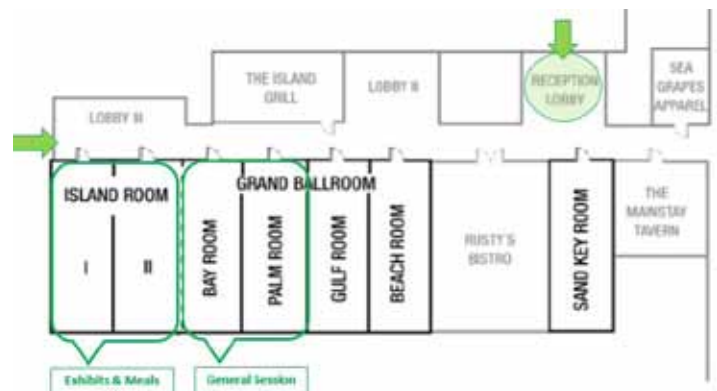 THE ISLAND
GRILL
LOBBY II
RECEPTION
LOBBY
SEA
GRAPES
APPAREL
LOBBY III
ISLAND ROOM
I
II
GRAND BALLROOM
BAY ROOM
PALM ROOM
GULF ROOM
BEACH ROOM
RUSTY'S
BISTRO
SAND KEY ROOM
THE
MAINSTAY
TAVERN
Exhibits & Meals
General Session